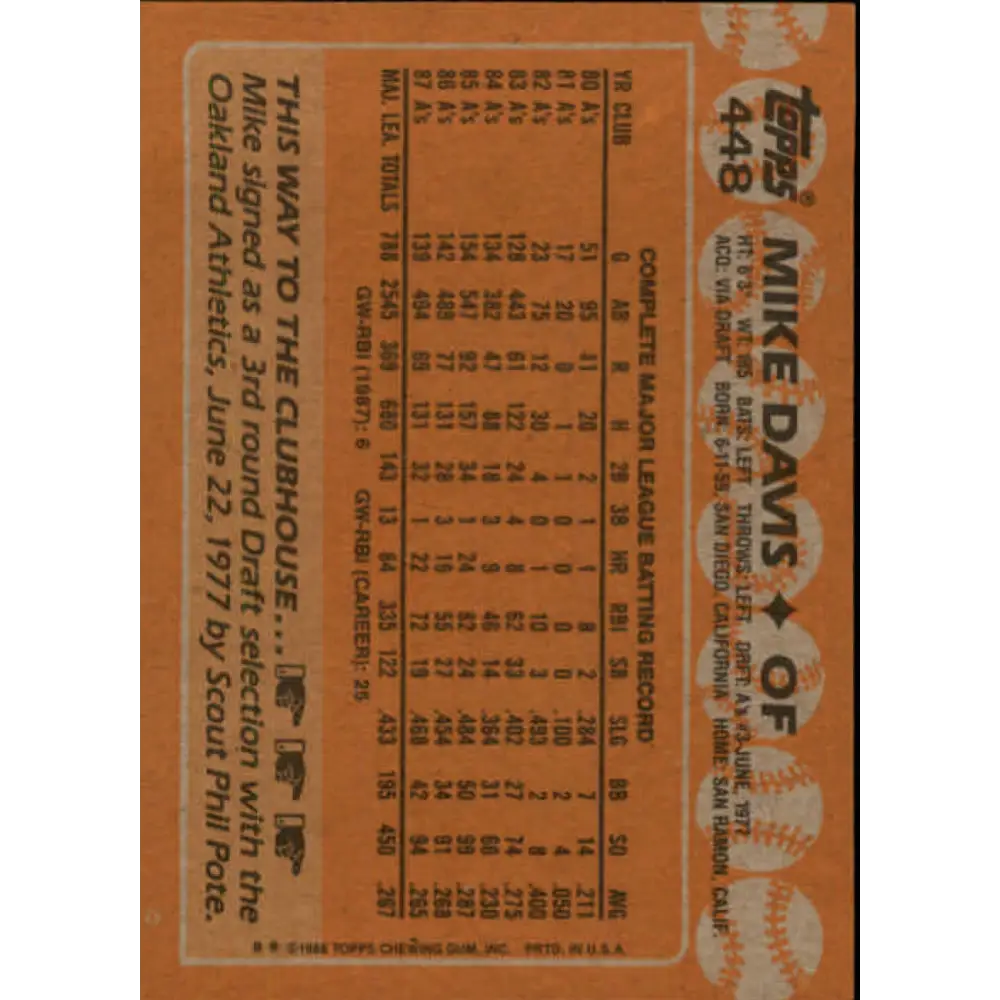 topps®
448
MIKE DAVIS ✦ OF
HT: 6'3" WT: 185 BATS: LEFT THROWS: LEFT DRFT: A's #3-JUNE, 1977
ACQ: VIA DRAFT BORN: 6-11-59, SAN DIEGO, CALIFORNIA HOME: SAN RAMON, CALIF.
COMPLETE MAJOR LEAGUE BATTING RECORD
YR CLUB G AB R H 2B 3B HR RBI SB SLG BB SO AVG
80 A's 51 95 11 20 2 1 1 8 2 .284 7 14 .211
81 A's 17 20 0 1 1 0 0 0 0 .100 2 4 .050
82 A's 23 75 12 30 4 0 1 10 3 .493 2 8 .400
83 A's 128 443 61 122 24 4 8 62 33 .402 27 74 .275
84 A's 134 382 47 88 18 3 9 46 14 .364 31 60 .230
85 A's 154 547 92 157 34 1 24 82 24 .484 50 99 .287
86 A's 142 489 77 131 28 3 19 55 27 .454 34 91 .268
87 A's 139 494 69 131 32 1 22 72 19 .468 42 94 .265
MAJ. LEA. TOTALS 788 2545 369 680 143 13 84 335 122 .433 195 450 .267
GW-RBI (1987): 6 GW-RBI (CAREER): 25
THIS WAY TO THE CLUBHOUSE...
Mike signed as a 3rd round Draft selection with the
Oakland Athletics, June 22, 1977 by Scout Phil Pote.
©1988 TOPPS CHEWING GUM, INC. PRTD. IN U.S.A.